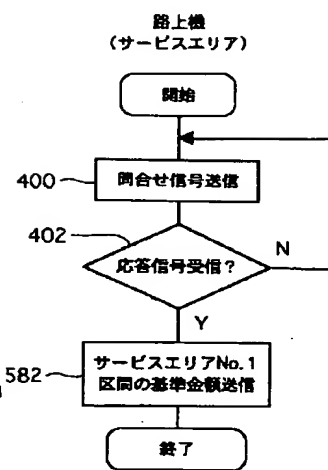 路上機
(サービスエリア)
開始
400
問合せ信号送信
402
応答信号受信?
N
Y
582
サービスエリアNo.1
区間の基準金額送信
終了